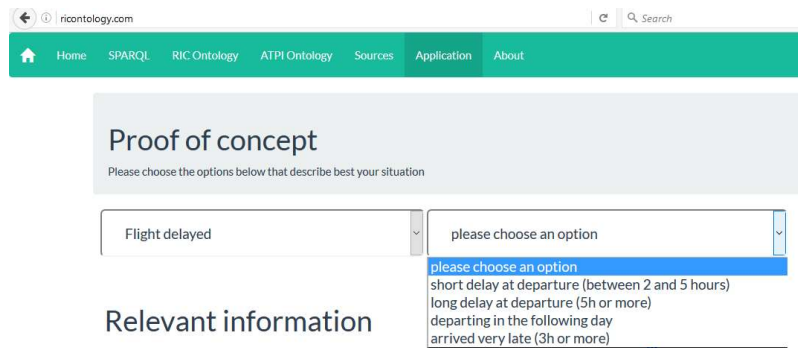 ricontology.com
Search
Home SPARQL RIC Ontology ATPI Ontology Sources Application About
Proof of concept
Please choose the options below that describe best your situation
Flight delayed
please choose an option
please choose an option
short delay at departure (between 2 and 5 hours)
long delay at departure (5h or more)
departing in the following day
arrived very late (3h or more)
Relevant information